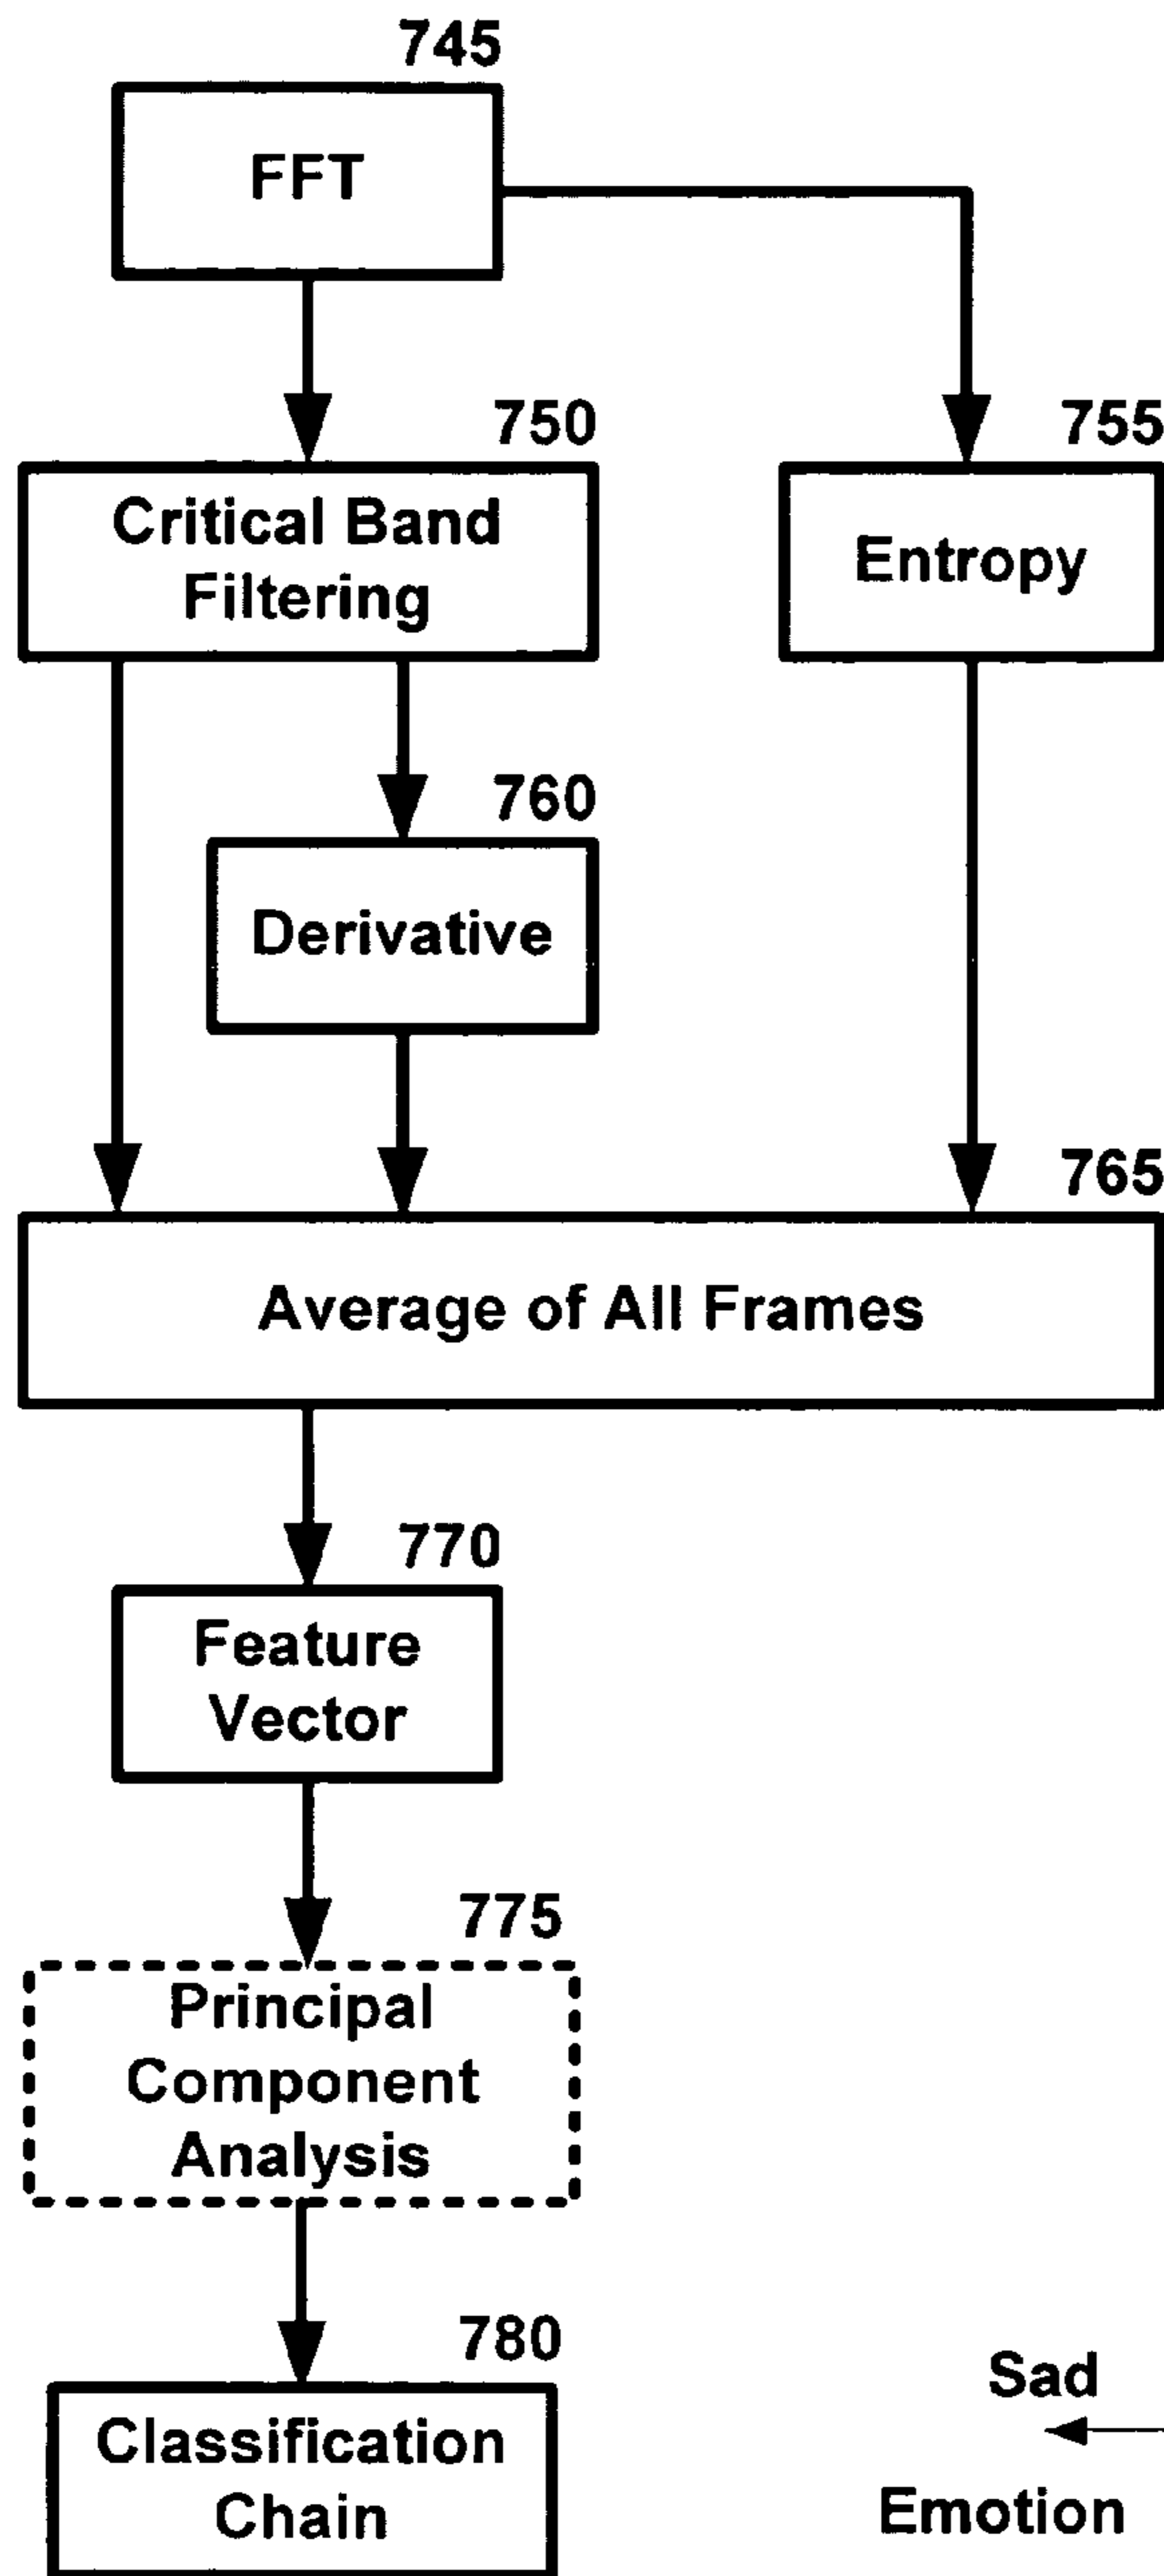 745
FFT
750
755
Critical Band
Filtering
Entropy
760
Derivative
765
Average of All Frames
770
Feature
Vector
775
Principal
Component
Analysis
780
Classification
Chain
Sad
Emotion